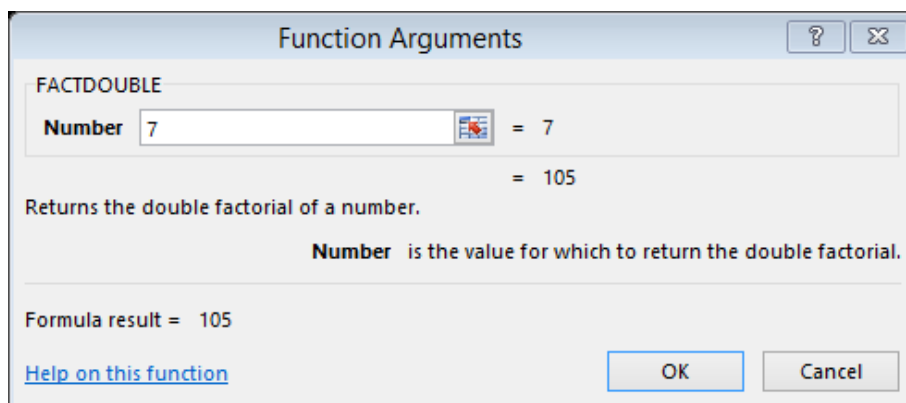 Function Arguments
?
FACTDOUBLE
Number 7 = 7
= 105
Returns the double factorial of a number.
Number is the value for which to return the double factorial.
Formula result = 105
Help on this function
OK Cancel